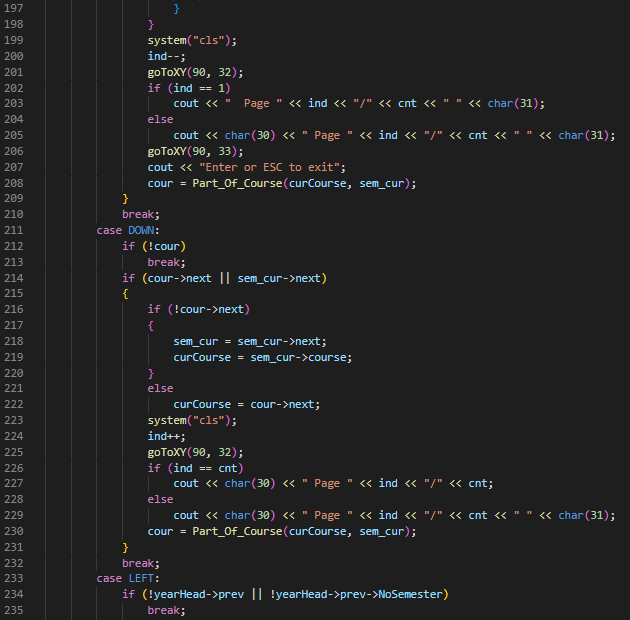 197 }
198 }
199 system("cls");
200 ind--;
201 goToXY(90, 32);
202 if (ind == 1)
203 cout << "  Page " << ind << "/" << cnt << " " << char(31);
204 else
205 cout << char(30) << " Page " << ind << "/" << cnt << " " << char(31);
206 goToXY(90, 33);
207 cout << "Enter or ESC to exit";
208 cour = Part_Of_Course(curCourse, sem_cur);
209 }
210 break;
211 case DOWN:
212 if (!cour)
213 break;
214 if (cour->next || sem_cur->next)
215 {
216 if (!cour->next)
217 {
218 sem_cur = sem_cur->next;
219 curCourse = sem_cur->course;
220 }
221 else
222 curCourse = cour->next;
223 system("cls");
224 ind++;
225 goToXY(90, 32);
226 if (ind == cnt)
227 cout << char(30) << " Page " << ind << "/" << cnt;
228 else
229 cout << char(30) << " Page " << ind << "/" << cnt << " " << char(31);
230 cour = Part_Of_Course(curCourse, sem_cur);
231 }
232 break;
233 case LEFT:
234 if (!yearHead->prev || !yearHead->prev->NoSemester)
235 break;